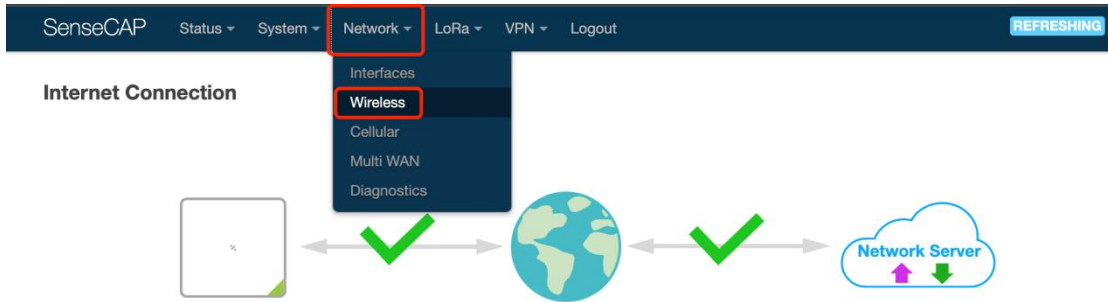 SenseCAP Status System Network LoRa VPN Logout REFRESHING
Interfaces
Internet Connection
Wireless
Cellular
Multi WAN
Diagnostics
Network Server